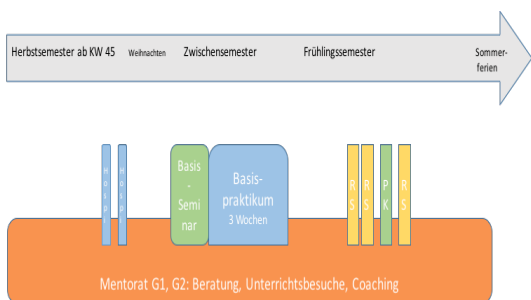 Herbstsemester ab KW 45
Weihnachten
Zwischensemester
Frühlingssemester
Sommer-
ferien
H
o
s
p
i
H
o
s
p
i
Basis
-
Semi
nar
Basis-
praktikum
3 Wochen
R
S
R
S
P
K
R
S
Mentorat G1, G2: Beratung, Unterrichtsbesuche, Coaching